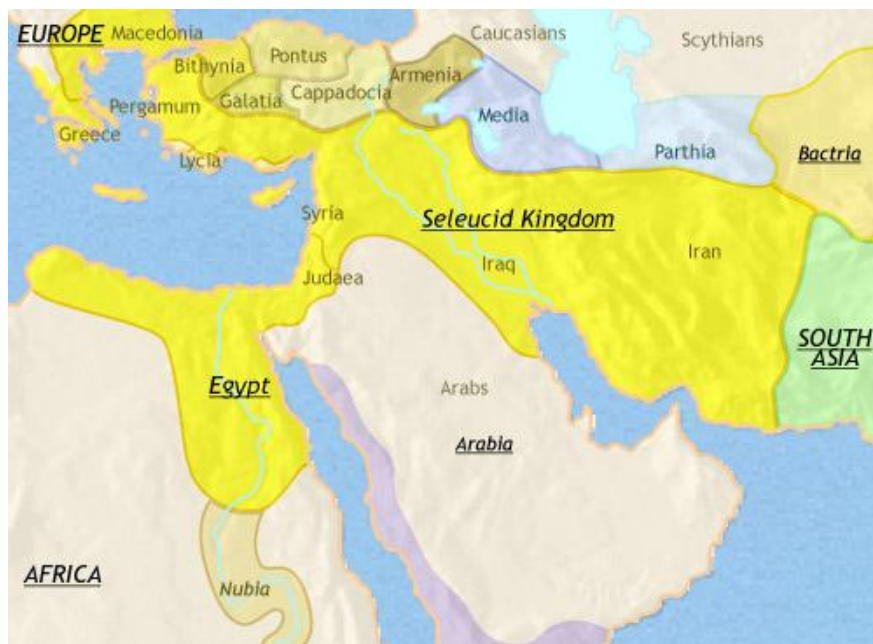 EUROPE
Macedonia
Caucasians
Scythians
Pontus
Bithynia
Armenia
Cappadocia
Galatia
Pergamum
Media
Greece
Parthia
Bactria
Lycia
Syria
Seleucid Kingdom
Iran
Iraq
Judaea
SOUTH
ASIA
Egypt
Arabs
Arabia
AFRICA
Nubia